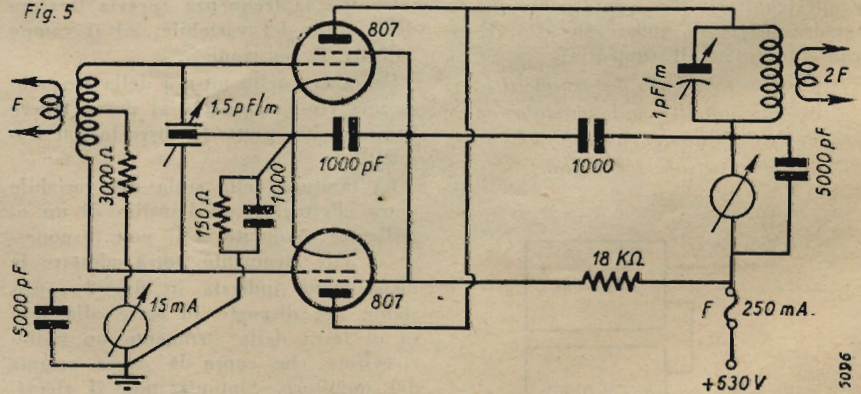 Fig. 5
807
F
1,5 pF/m
1 pF/m
2F
3000 Ω
1000 pF
1000
5000 pF
150 Ω
1000
18 KΩ
807
5000 pF
15 mA
F
250 mA.
+530 V
5096